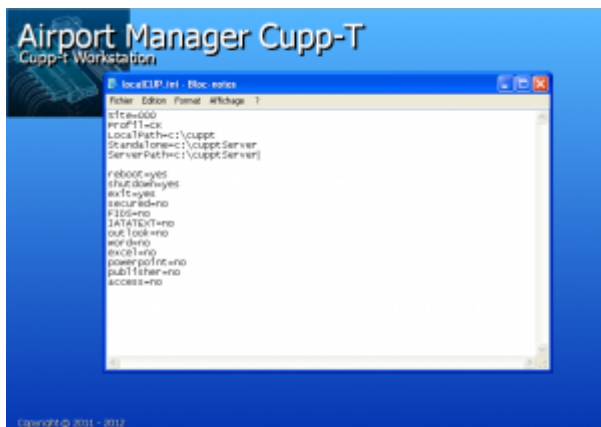 Airport Manager Cupp-T
Cupp-t Workstation
localCUP.ini - Bloc-notes
Fichier Edition Format Affichage ?
Site=000
Profil=CK
LocalPath=c:\cuppt
Standalone=c:\cupptServer
ServerPath=c:\cupptServer
reboot=yes
shutdown=yes
exit=yes
secured=no
FIDS=no
IATATEXT=no
outlook=no
word=no
excel=no
powerpoint=no
publisher=no
access=no
Copyright © 2011 - 2012